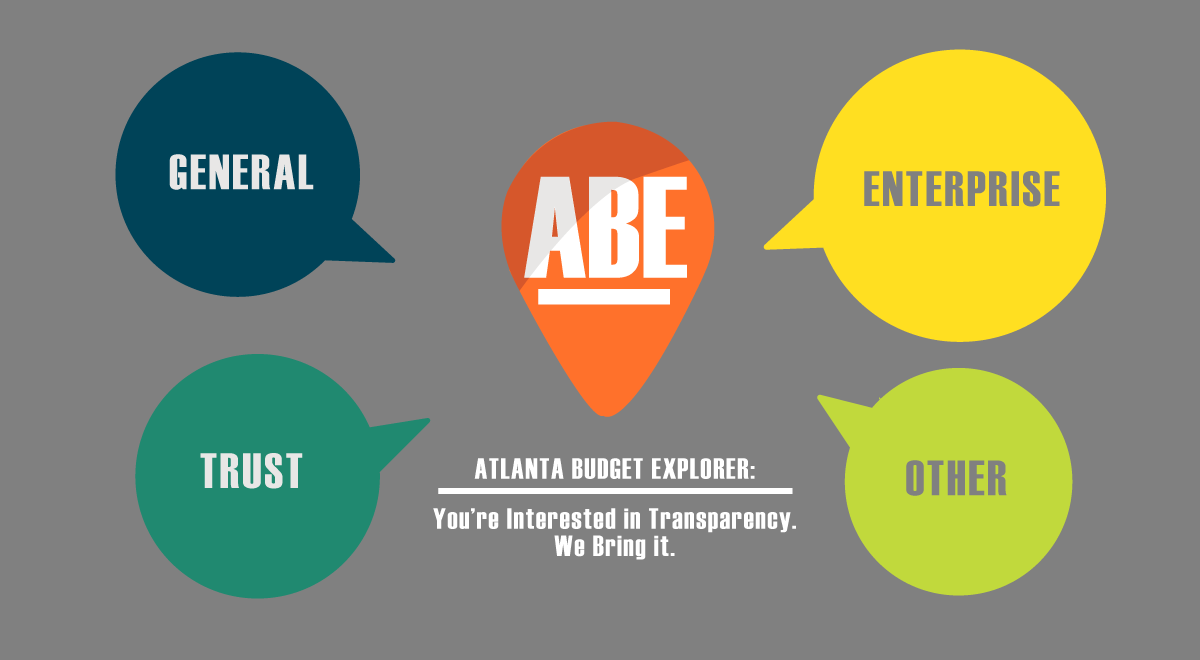 GENERAL
ENTERPRISE
ABE
TRUST
OTHER
ATLANTA BUDGET EXPLORER:
You're Interested in Transparency.
We Bring it.